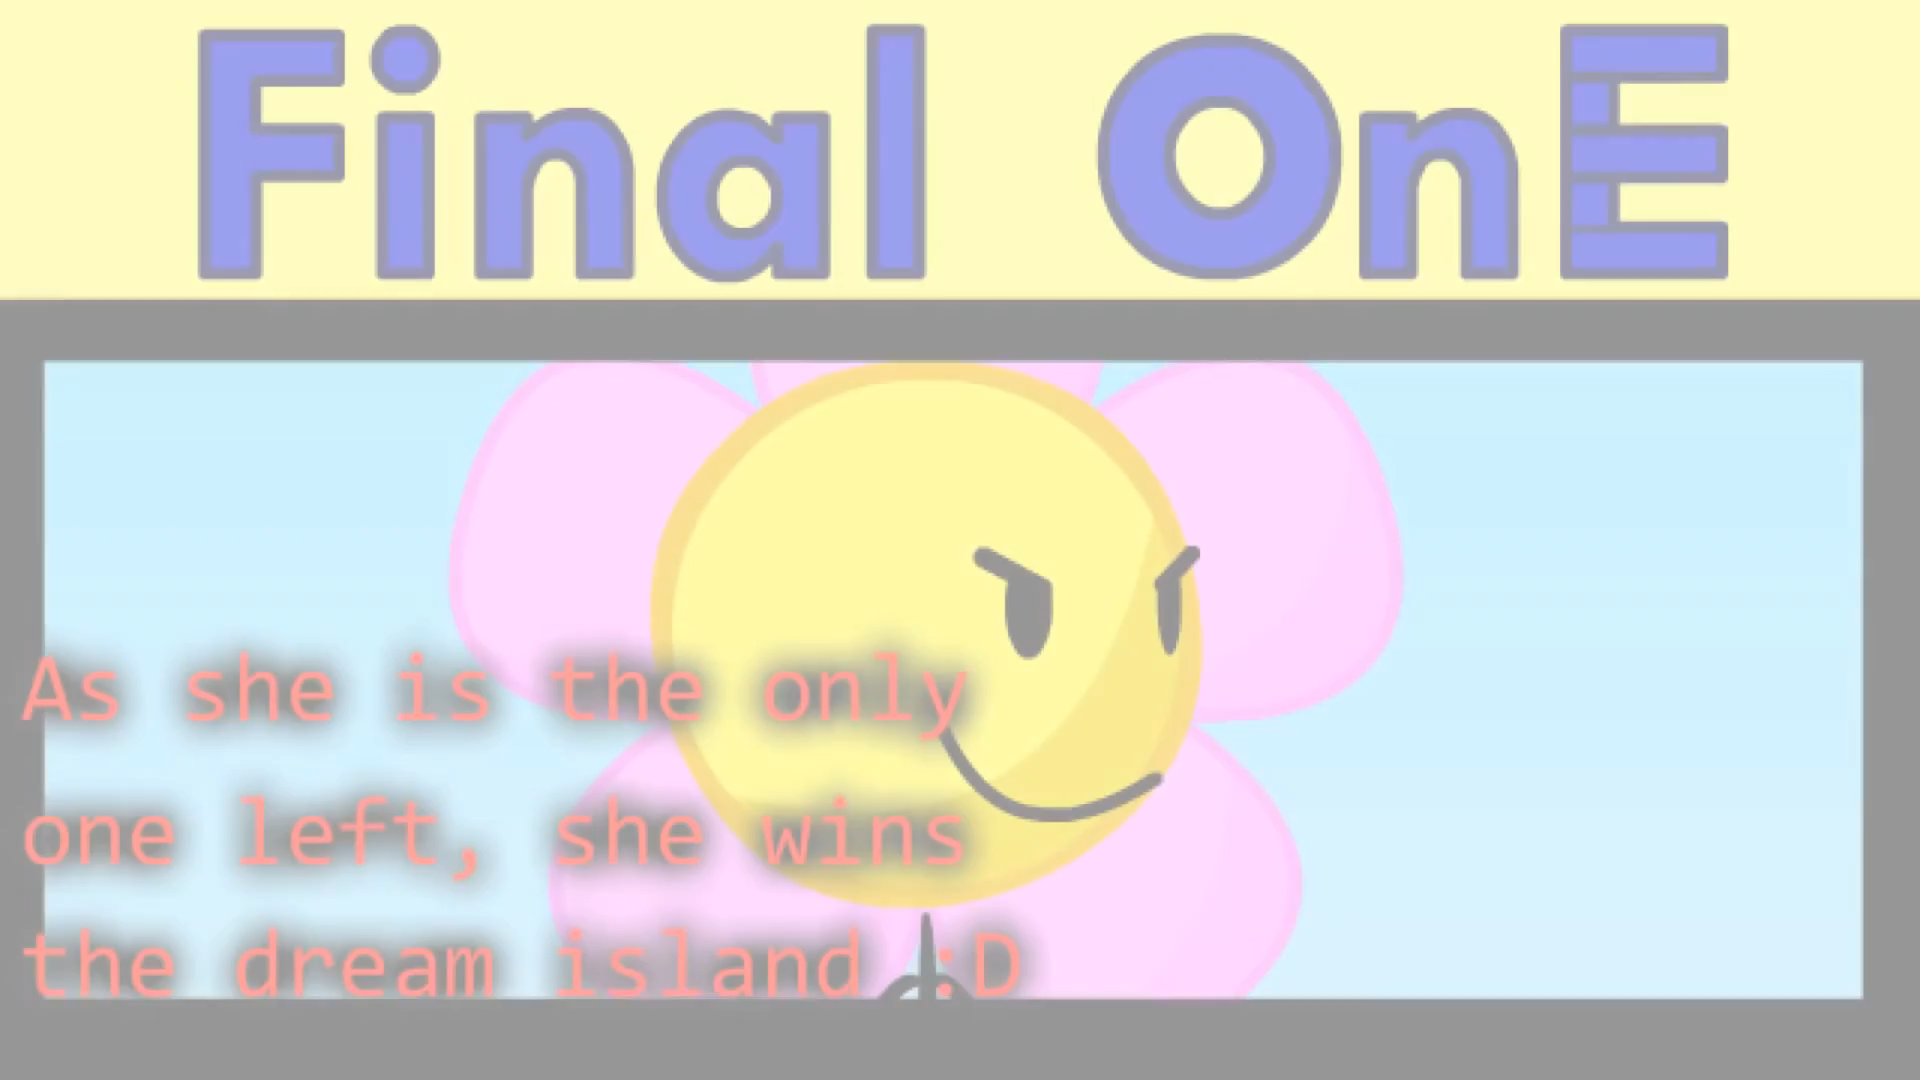 Final OnE
As she is the only
one left, she wins
the dream island :D